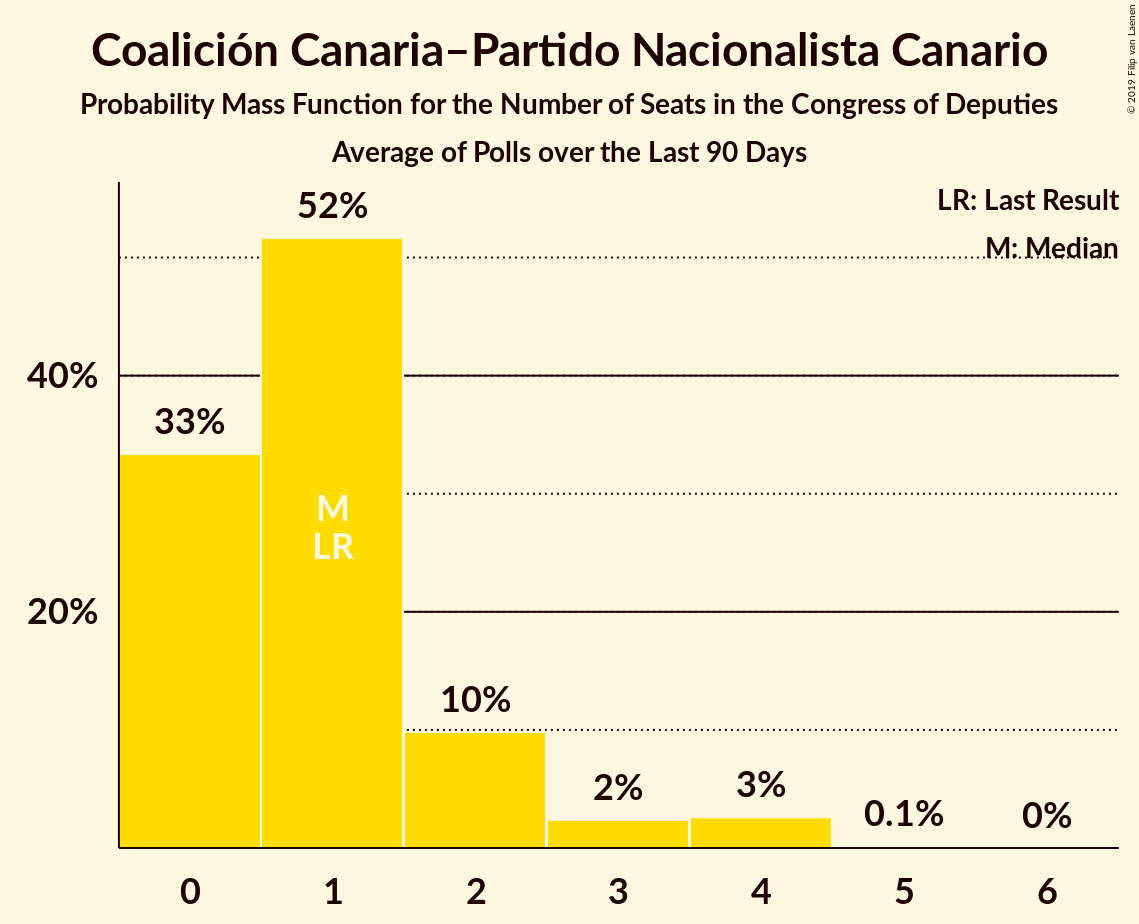 Coalición Canaria–Partido Nacionalista Canario
Probability Mass Function for the Number of Seats in the Congress of Deputies
Average of Polls over the Last 90 Days
© 2019 Filip van Laenen
LR: Last Result
M: Median
52%
40%
33%
M
LR
20%
10%
2%
3%
0.1%
0%
0 1 2 3 4 5 6